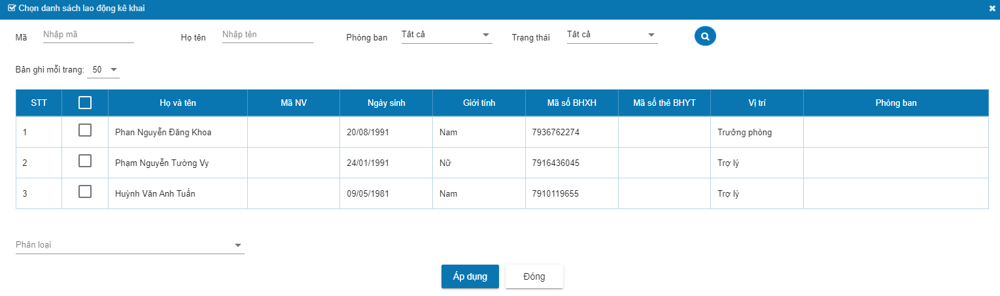 Chọn danh sách lao động kê khai
Mã Nhập mã Họ tên Nhập tên Phòng ban Tất cả Trạng thái Tất cả
Bản ghi mỗi trang: 50
STT Họ và tên Mã NV Ngày sinh Giới tính Mã số BHXH Mã số thẻ BHYT Vị trí Phòng ban
1 Phan Nguyễn Đăng Khoa 20/08/1991 Nam 7936762274 Trưởng phòng
2 Phạm Nguyễn Tường Vy 24/01/1991 Nữ 7916436045 Trợ lý
3 Huỳnh Văn Anh Tuấn 09/05/1981 Nam 7910119655 Trợ lý
Phân loại
Áp dụng Đóng